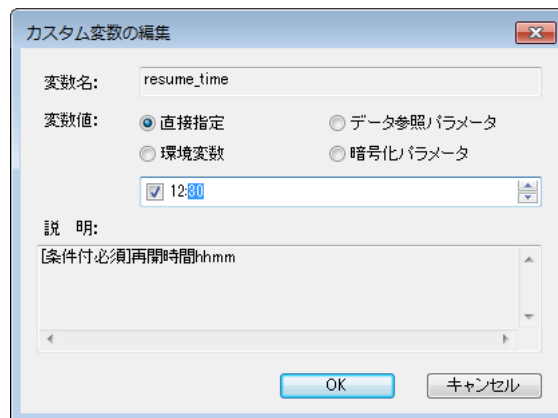 カスタム変数の編集
変数名: resume_time
変数値: 直接指定 データ参照パラメータ
環境変数 暗号化パラメータ
12:30
説 明:
[条件付必須]再開時間hhmm
OK キャンセル